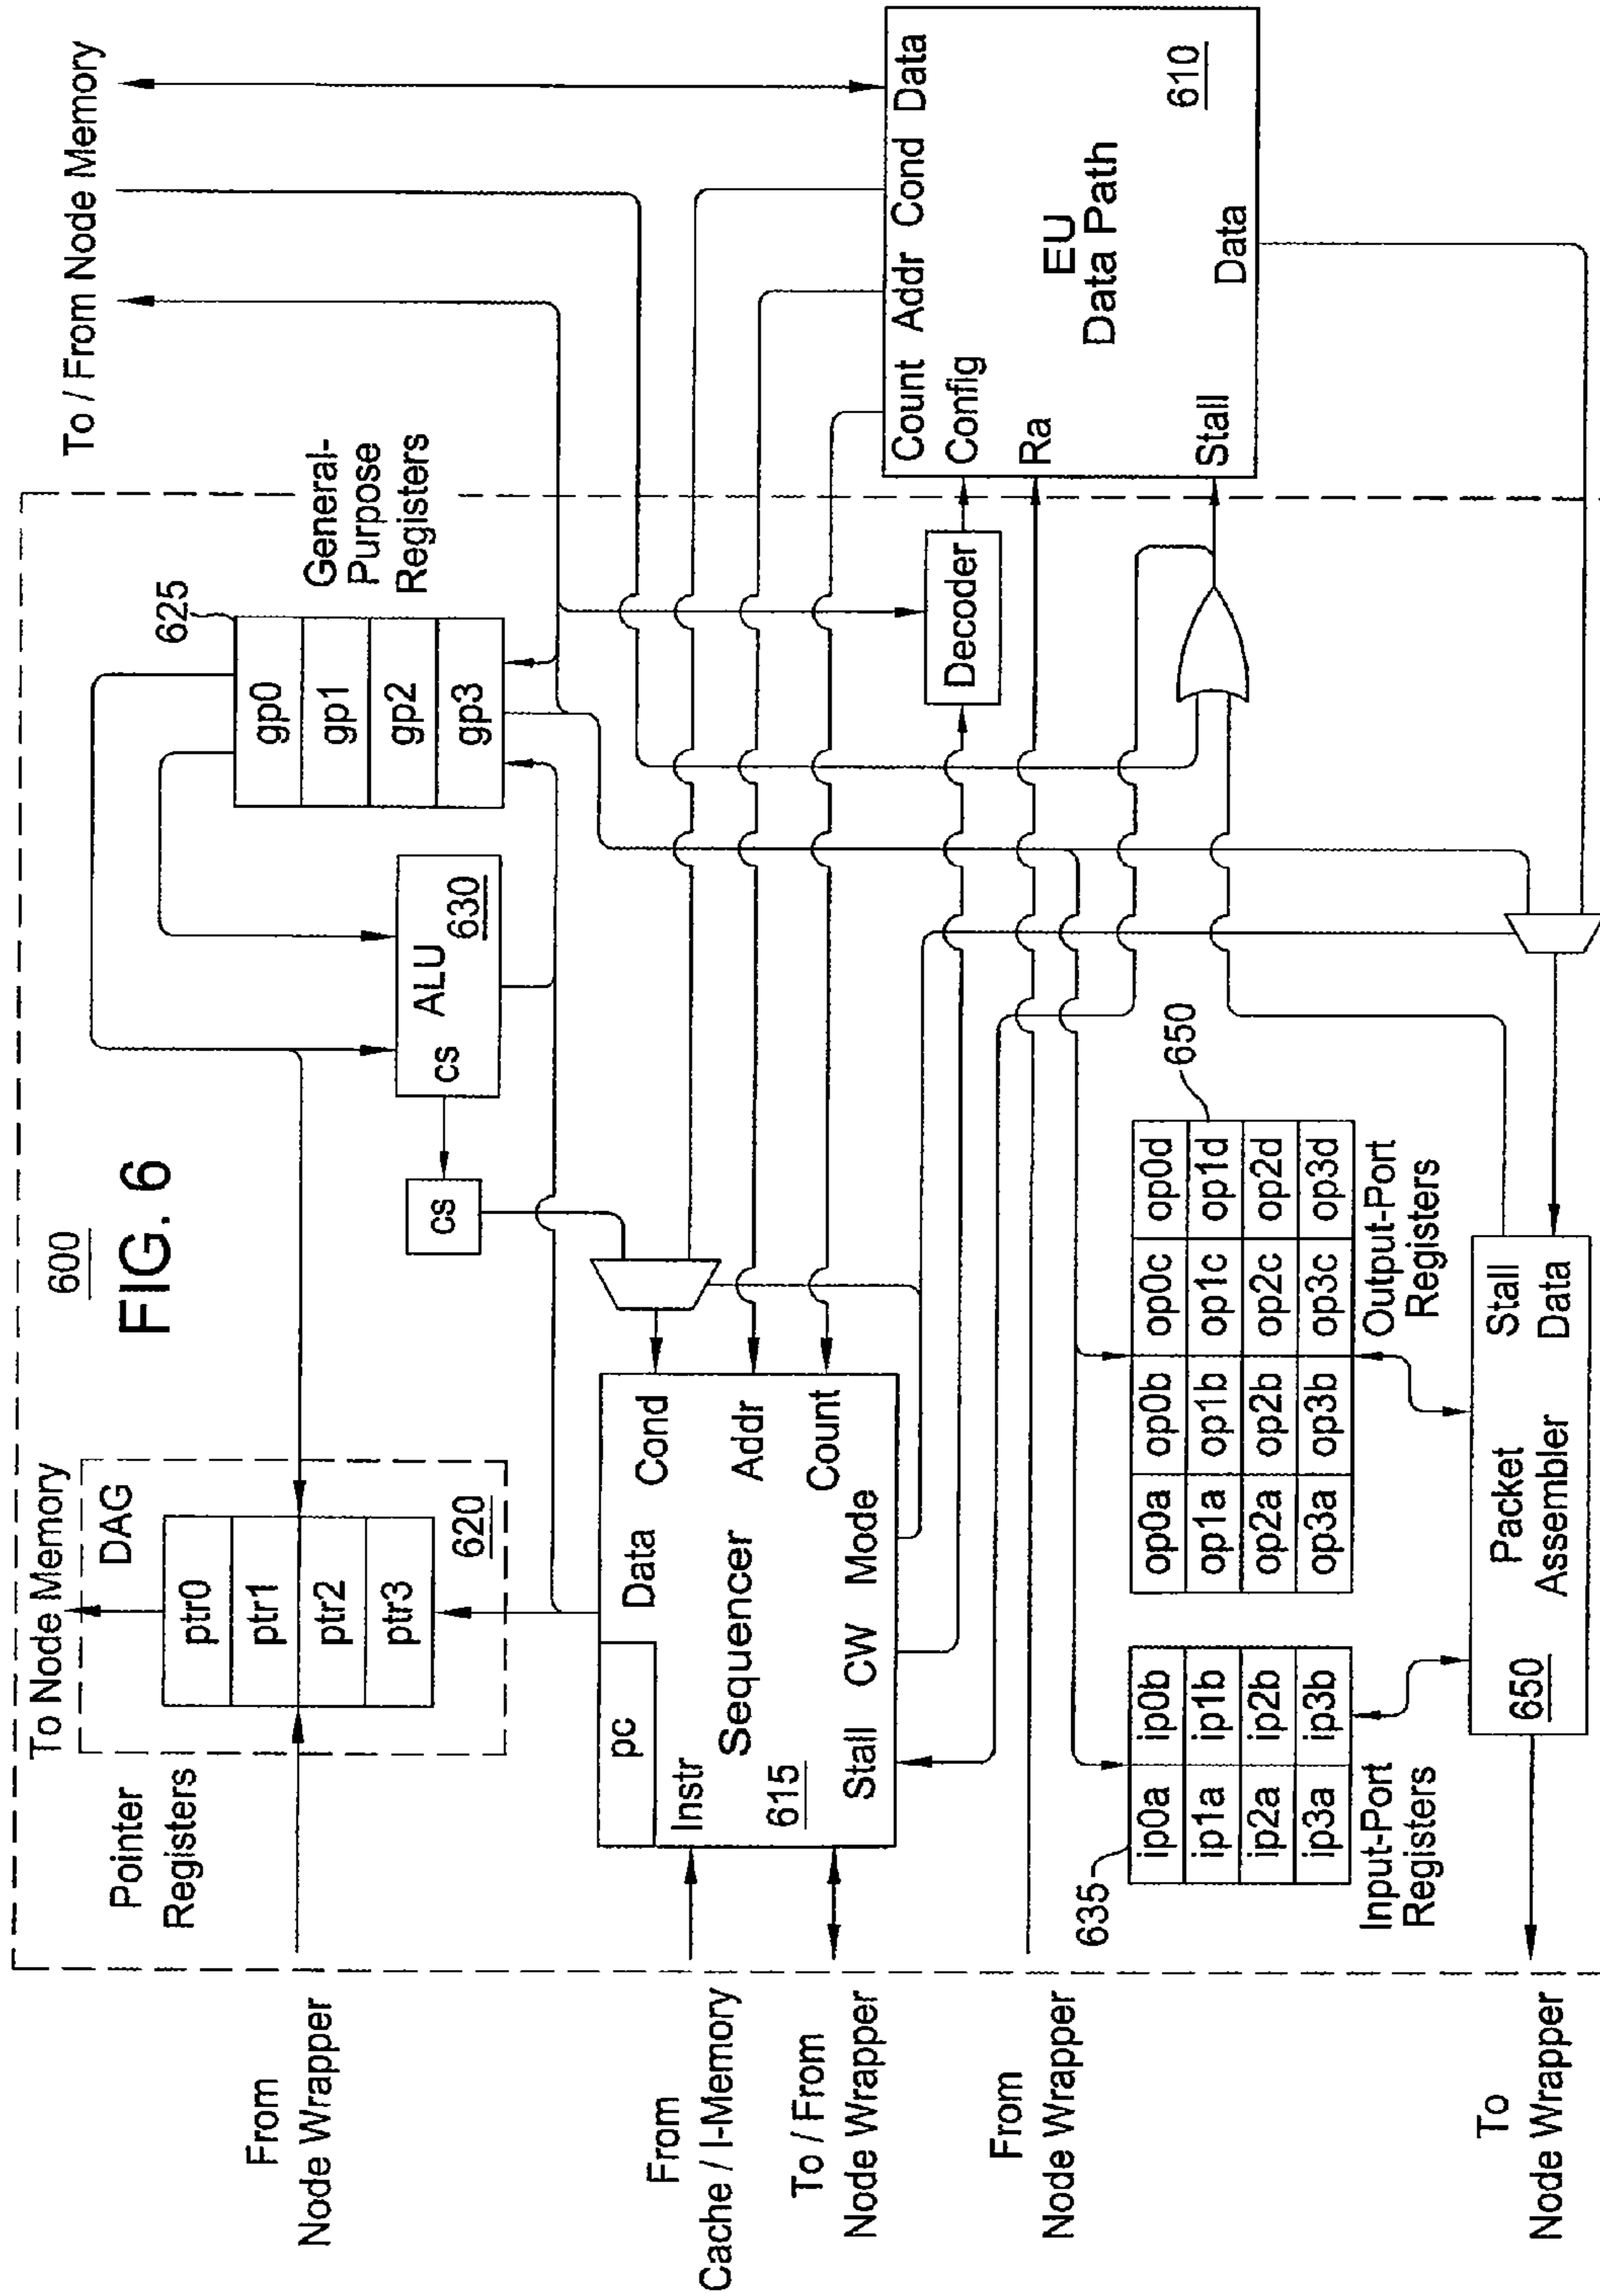 600
FIG. 6
To Node Memory
DAG
ptr0
ptr1
ptr2
ptr3
620
Pointer
Registers
From
Node Wrapper
625
gp0
gp1
gp2
gp3
General-
Purpose
Registers
To / From Node Memory
ALU
630
cs
cs
pc
Data
Instr
Sequencer
615
Cond
Addr
Count
Stall
CW
Mode
From
Cache / I-Memory
To / From
Node Wrapper
From
Node Wrapper
Decoder
Count
Addr
Cond
Data
Config
Ra
Stall
EU
Data Path
610
Data
635
ip0a ip0b
ip1a ip1b
ip2a ip2b
ip3a ip3b
Input-Port
Registers
650
op0a op0b op0c op0d
op1a op1b op1c op1d
op2a op2b op2c op2d
op3a op3b op3c op3d
Output-Port
Registers
Packet
Assembler
650
Stall
Data
To
Node Wrapper